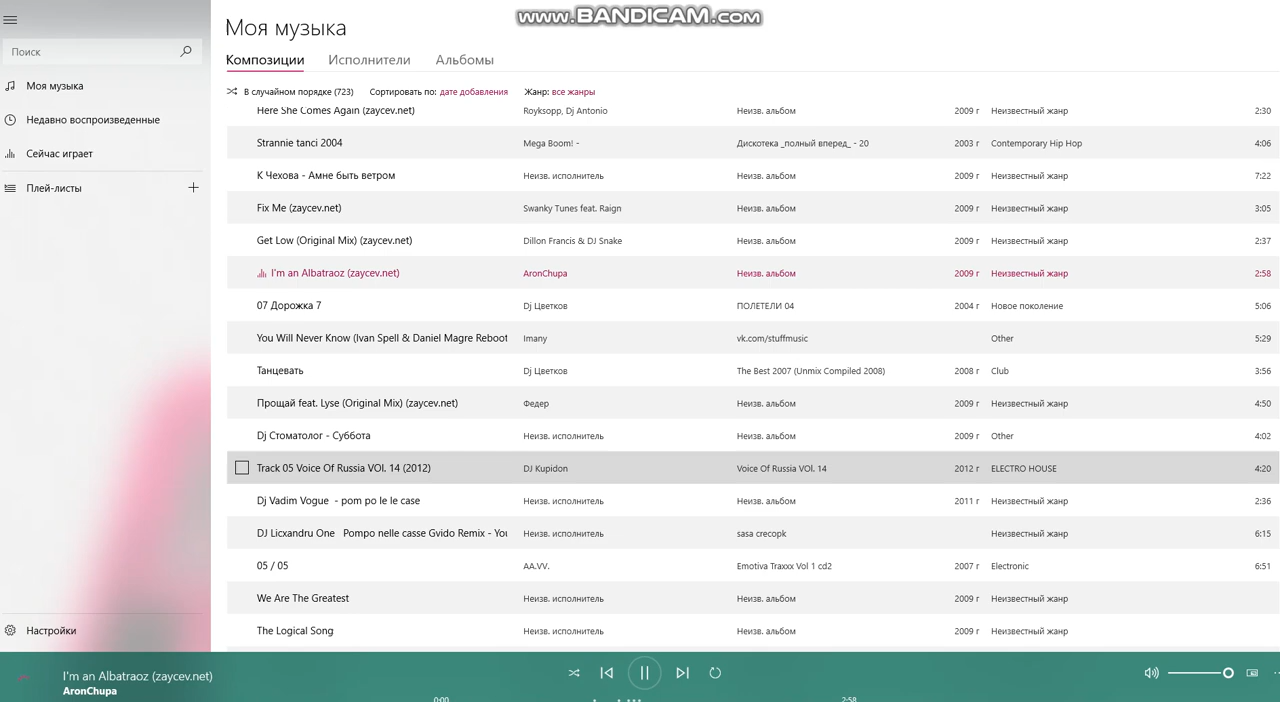 www.BANDICAM.com
Моя музыка
Поиск
Моя музыка
Недавно воспроизведенные
Сейчас играет
Плей-листы
Настройки
Композиции Исполнители Альбомы
В случайном порядке (723) Сортировать по: дате добавления Жанр: все жанры
Here She Comes Again (zaycev.net) Royksopp, Dj Antonio Неизв. альбом 2009 г Неизвестный жанр 2:30
Strannie tanci 2004 Mega Boom! - Дискотека _полный вперед_ - 20 2003 г Contemporary Hip Hop 4:06
К Чехова - Амне быть ветром Неизв. исполнитель Неизв. альбом 2009 г Неизвестный жанр 7:22
Fix Me (zaycev.net) Swanky Tunes feat. Raign Неизв. альбом 2009 г Неизвестный жанр 3:05
Get Low (Original Mix) (zaycev.net) Dillon Francis & DJ Snake Неизв. альбом 2009 г Неизвестный жанр 2:37
I'm an Albatraoz (zaycev.net) AronChupa Неизв. альбом 2009 г Неизвестный жанр 2:58
07 Дорожка 7 Dj Цветков ПОЛЕТЕЛИ 04 2004 г Новое поколение 5:06
You Will Never Know (Ivan Spell & Daniel Magre Reboot Imany vk.com/stuffmusic Other 5:29
Танцевать Dj Цветков The Best 2007 (Unmix Compiled 2008) 2008 г Club 3:56
Прощай feat. Lyse (Original Mix) (zaycev.net) Федер Неизв. альбом 2009 г Неизвестный жанр 4:50
Dj Стоматолог - Суббота Неизв. исполнитель Неизв. альбом 2009 г Other 4:02
Track 05 Voice Of Russia VOl. 14 (2012) DJ Kupidon Voice Of Russia VOl. 14 2012 г ELECTRO HOUSE 4:20
Dj Vadim Vogue - pom po le le case Неизв. исполнитель Неизв. альбом 2011 г Неизвестный жанр 2:36
DJ Licxandru One Pompo nelle casse Gvido Remix - You Неизв. исполнитель sasa crecopk Неизвестный жанр 6:15
05 / 05 AA.VV. Emotiva Traxxx Vol 1 cd2 2007 г Electronic 6:51
We Are The Greatest Неизв. исполнитель Неизв. альбом 2009 г Неизвестный жанр
The Logical Song Неизв. исполнитель Неизв. альбом 2009 г Неизвестный жанр
I'm an Albatraoz (zaycev.net)
AronChupa
0:00 2:58